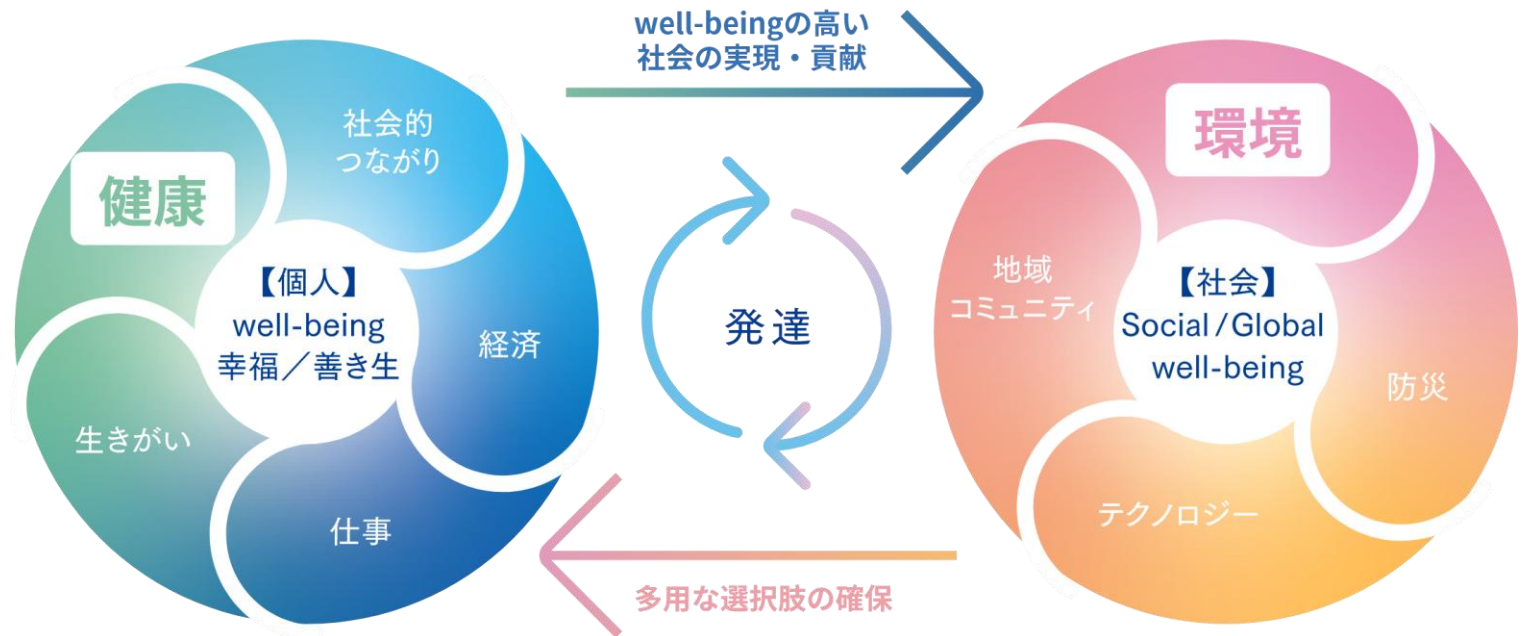 well-beingの高い
社会の実現・貢献
健康
社会的
つながり
経済
仕事
生きがい
【個人】
well-being
幸福／善き生
発達
環境
地域
コミュニティ
防災
テクノロジー
【社会】
Social/Global
well-being
多用な選択肢の確保